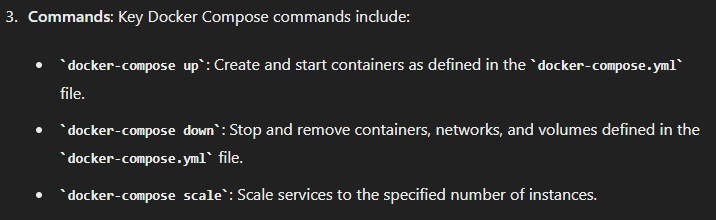 3. Commands: Key Docker Compose commands include:
• `docker-compose up`: Create and start containers as defined in the `docker-compose.yml`
file.
• `docker-compose down`: Stop and remove containers, networks, and volumes defined in the
`docker-compose.yml` file.
• `docker-compose scale`: Scale services to the specified number of instances.